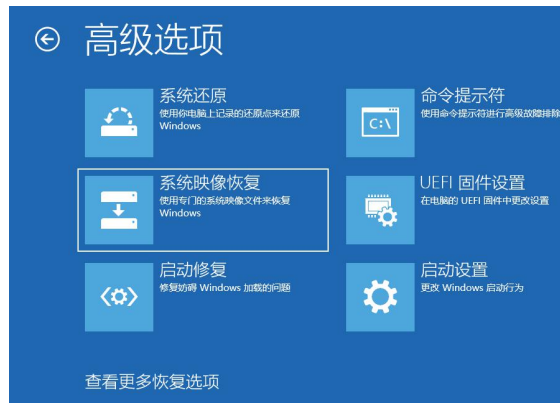 高级选项
系统还原
使用你电脑上记录的还原点来还原
Windows
命令提示符
使用命令提示符进行高级故障排除
C:\
系统映像恢复
使用专门的系统映像文件来恢复
Windows
UEFI 固件设置
在电脑的 UEFI 固件中更改设置
启动修复
修复妨碍 Windows 加载的问题
启动设置
更改 Windows 启动行为
查看更多恢复选项